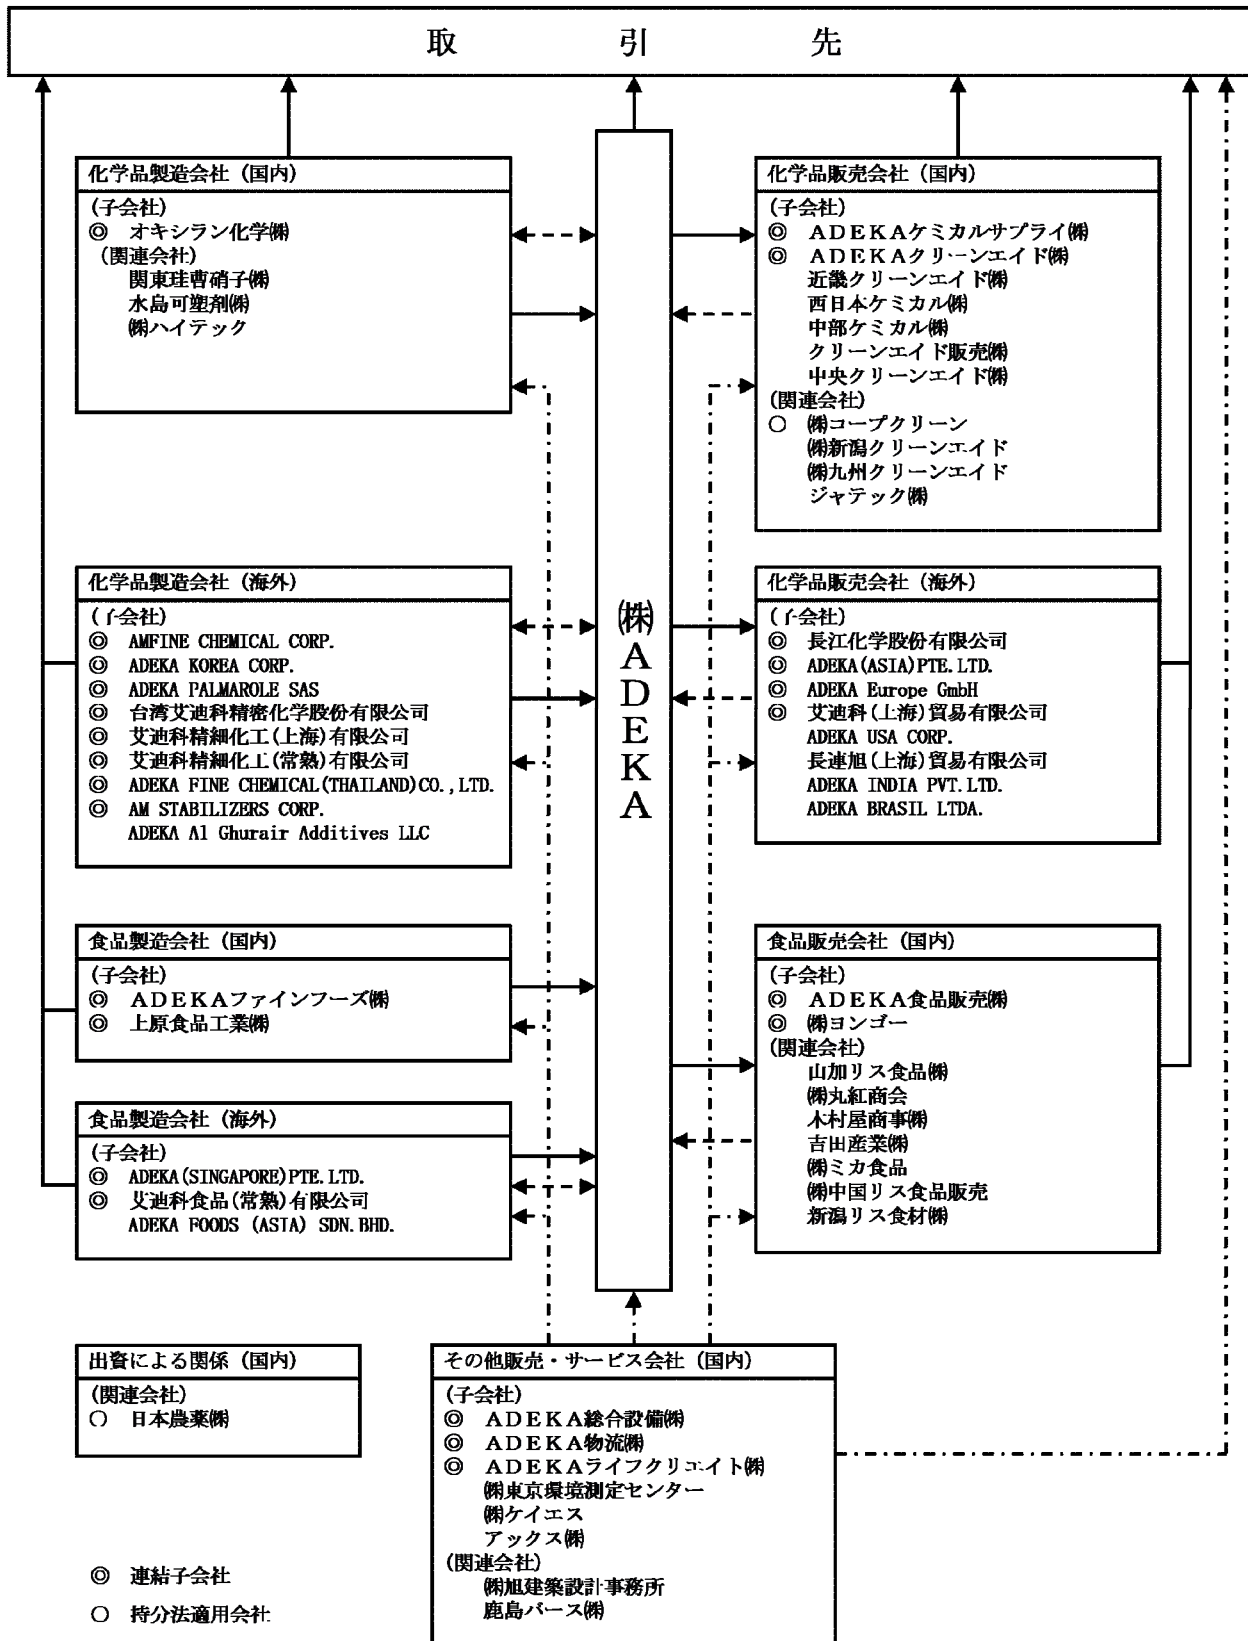 取引先
化学品製造会社（国内）
(子会社)
◎ オキシラン化学㈱
(関連会社)
関東珪曹硝子㈱
水島可塑剤㈱
㈱ハイテック
化学品販売会社（国内）
(子会社)
◎ ＡＤＥＫＡケミカルサプライ㈱
◎ ＡＤＥＫＡクリーンエイド㈱
近畿クリーンエイド㈱
西日本ケミカル㈱
中部ケミカル㈱
クリーンエイド販売㈱
中央クリーンエイド㈱
(関連会社)
○ ㈱コープクリーン
㈱新潟クリーンエイド
㈱九州クリーンエイド
ジャテック㈱
㈱ＡＤＥＫＡ
化学品製造会社（海外）
(子会社)
◎ AMFINE CHEMICAL CORP.
◎ ADEKA KOREA CORP.
◎ ADEKA PALMAROLE SAS
◎ 台湾艾迪科精密化学股份有限公司
◎ 艾迪科精細化工(上海)有限公司
◎ 艾迪科精細化工(常熟)有限公司
◎ ADEKA FINE CHEMICAL(THAILAND)CO.,LTD.
◎ AM STABILIZERS CORP.
ADEKA Al Ghurair Additives LLC
化学品販売会社（海外）
(子会社)
◎ 長江化学股份有限公司
◎ ADEKA(ASIA)PTE.LTD.
◎ ADEKA Europe GmbH
◎ 艾迪科(上海)貿易有限公司
ADEKA USA CORP.
長連旭(上海)貿易有限公司
ADEKA INDIA PVT.LTD.
ADEKA BRASIL LTDA.
食品製造会社（国内）
(子会社)
◎ ＡＤＥＫＡファインフーズ㈱
◎ 上原食品工業㈱
食品販売会社（国内）
(子会社)
◎ ＡＤＥＫＡ食品販売㈱
◎ ㈱ヨンゴー
(関連会社)
山加リス食品㈱
㈱丸紅商会
木村屋商事㈱
吉田産業㈱
㈱ミカ食品
㈱中国リス食品販売
新潟リス食材㈱
食品製造会社（海外）
(子会社)
◎ ADEKA(SINGAPORE)PTE.LTD.
◎ 艾迪科食品(常熟)有限公司
ADEKA FOODS (ASIA) SDN.BHD.
出資による関係（国内）
(関連会社)
○ 日本農薬㈱
その他販売・サービス会社（国内）
(子会社)
◎ ＡＤＥＫＡ総合設備㈱
◎ ＡＤＥＫＡ物流㈱
◎ ＡＤＥＫＡライフクリエイト㈱
㈱東京環境測定センター
㈱ケイエス
アックス㈱
(関連会社)
㈱旭建築設計事務所
鹿島バース㈱
◎ 連結子会社
○ 持分法適用会社